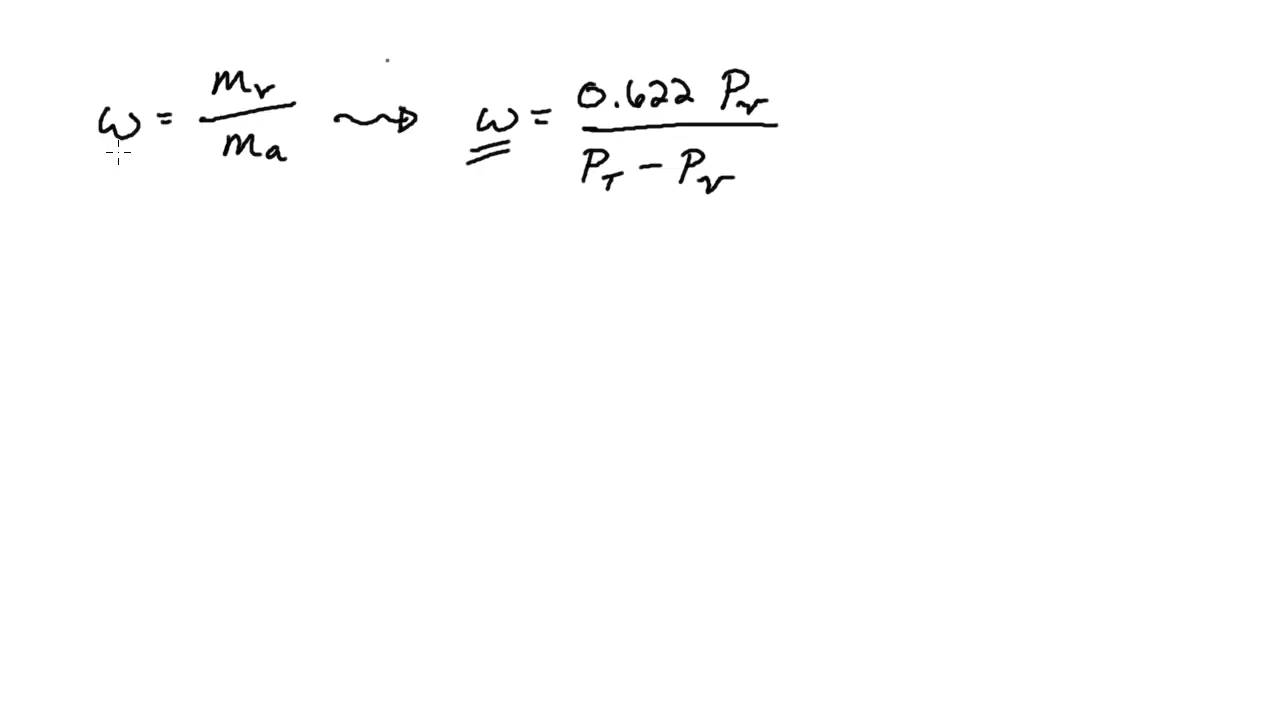 ω = m_v / m_a ⇝ ω = 0.622 P_v / (P_T − P_v)